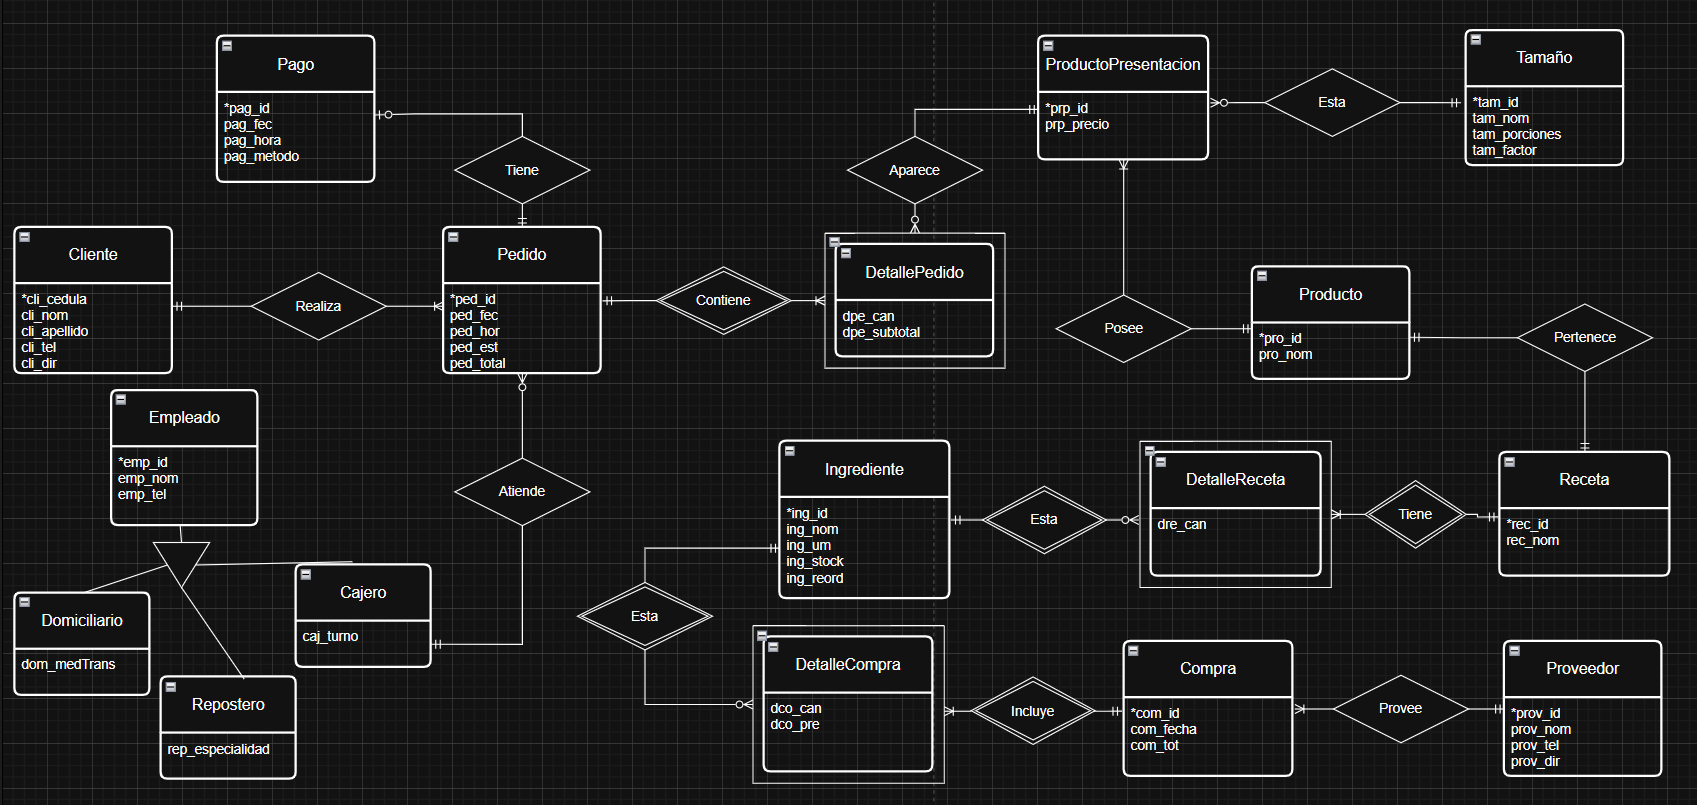 Pago
*pag_id
pag_fec
pag_hora
pag_metodo
Tiene
ProductoPresentacion
*prp_id
prp_precio
Esta
Tamaño
*tam_id
tam_nom
tam_porciones
tam_factor
Aparece
Cliente
*cli_cedula
cli_nom
cli_apellido
cli_tel
cli_dir
Realiza
Pedido
*ped_id
ped_fec
ped_hor
ped_est
ped_total
Contiene
DetallePedido
dpe_can
dpe_subtotal
Posee
Producto
*pro_id
pro_nom
Pertenece
Empleado
*emp_id
emp_nom
emp_tel
Atiende
Ingrediente
*ing_id
ing_nom
ing_um
ing_stock
ing_reord
Esta
DetalleReceta
dre_can
Tiene
Receta
*rec_id
rec_nom
Domiciliario
dom_medTrans
Cajero
caj_turno
Repostero
rep_especialidad
Esta
DetalleCompra
dco_can
dco_pre
Incluye
Compra
*com_id
com_fecha
com_tot
Provee
Proveedor
*prov_id
prov_nom
prov_tel
prov_dir